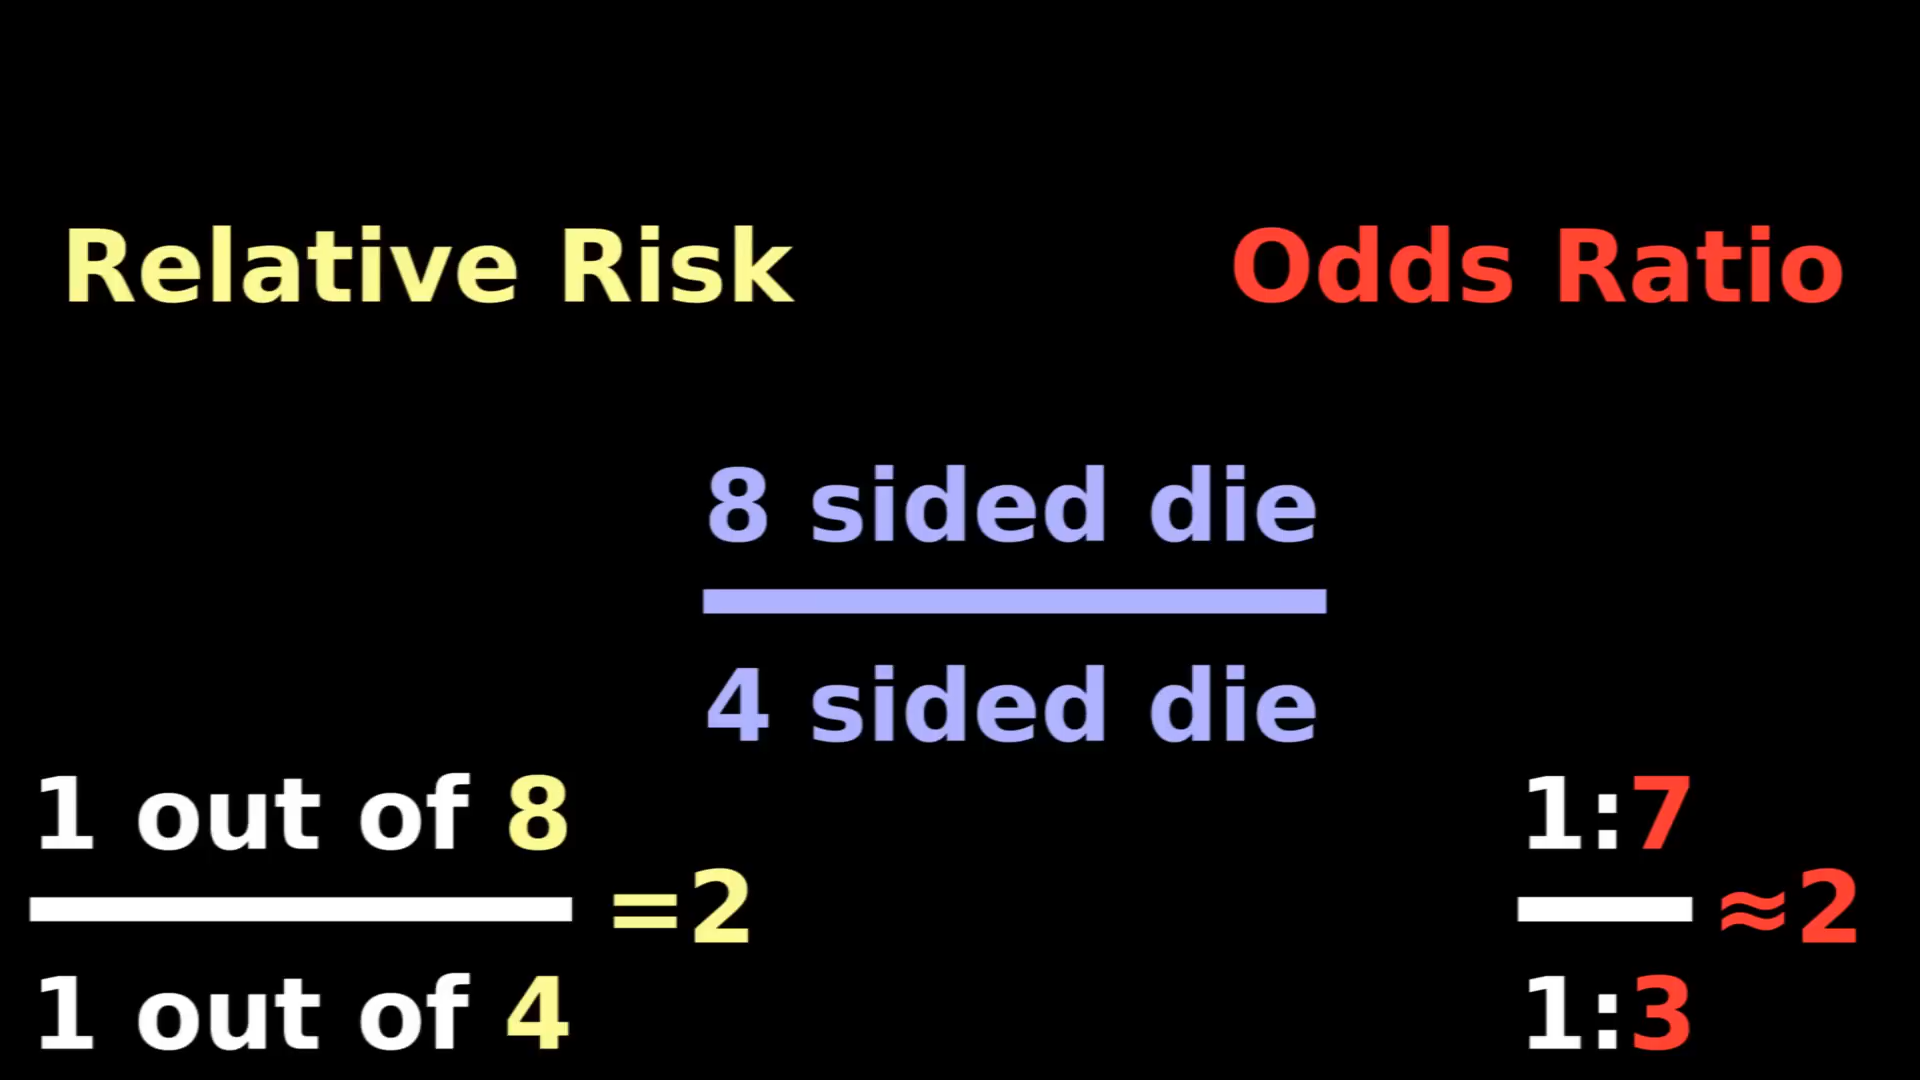 Relative Risk
Odds Ratio
8 sided die
4 sided die
1 out of 8
=2
1 out of 4
1:7
≈2
1:3